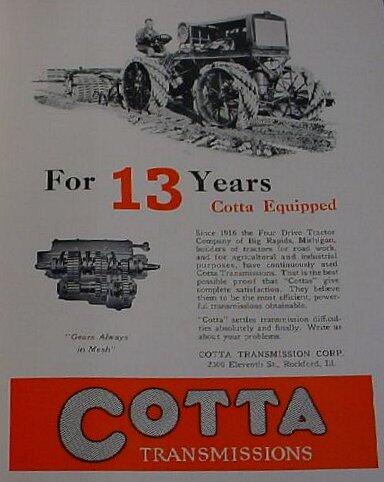 For 13 Years
Cotta Equipped
Since 1916 the Four Drive Tractor
Company of Big Rapids, Michigan,
builders of tractors for road work,
and for agricultural and industrial
purposes, have continuously used
Cotta Transmissions. That is the best
possible proof that "Cottas" give
complete satisfaction. They believe
them to be the most efficient, power-
ful transmissions obtainable.
"Cotta" settles transmission difficul-
ties absolutely and finally. Write us
about your problems.
"Gears Always
in Mesh"
COTTA TRANSMISSION CORP.
2300 Eleventh St., Rockford, Ill.
COTTA
TRANSMISSIONS